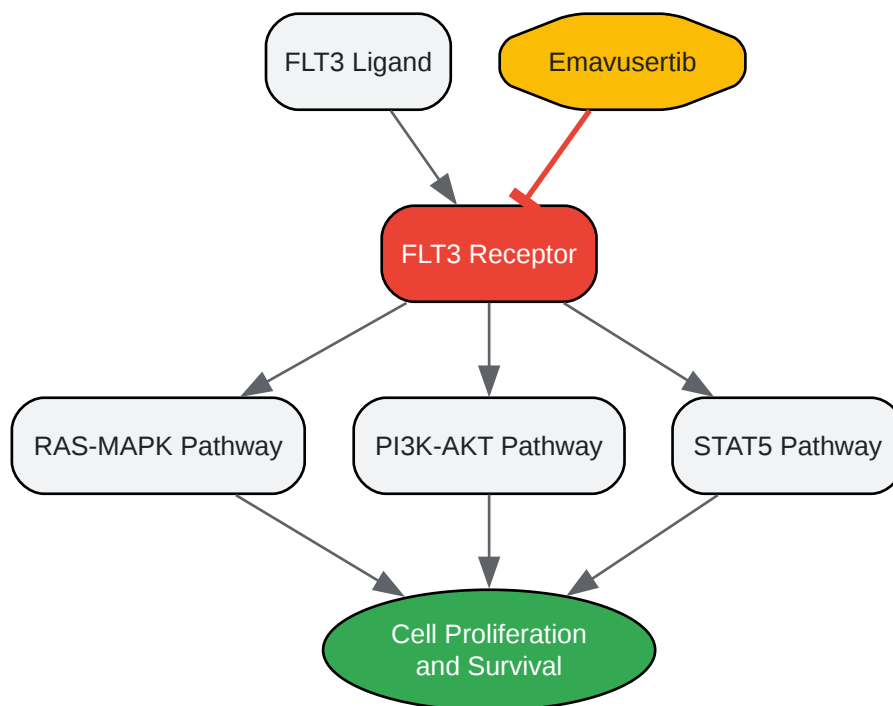 FLT3 Ligand
Emavusertib
FLT3 Receptor
RAS-MAPK Pathway
PI3K-AKT Pathway
STAT5 Pathway
Cell Proliferation
and Survival